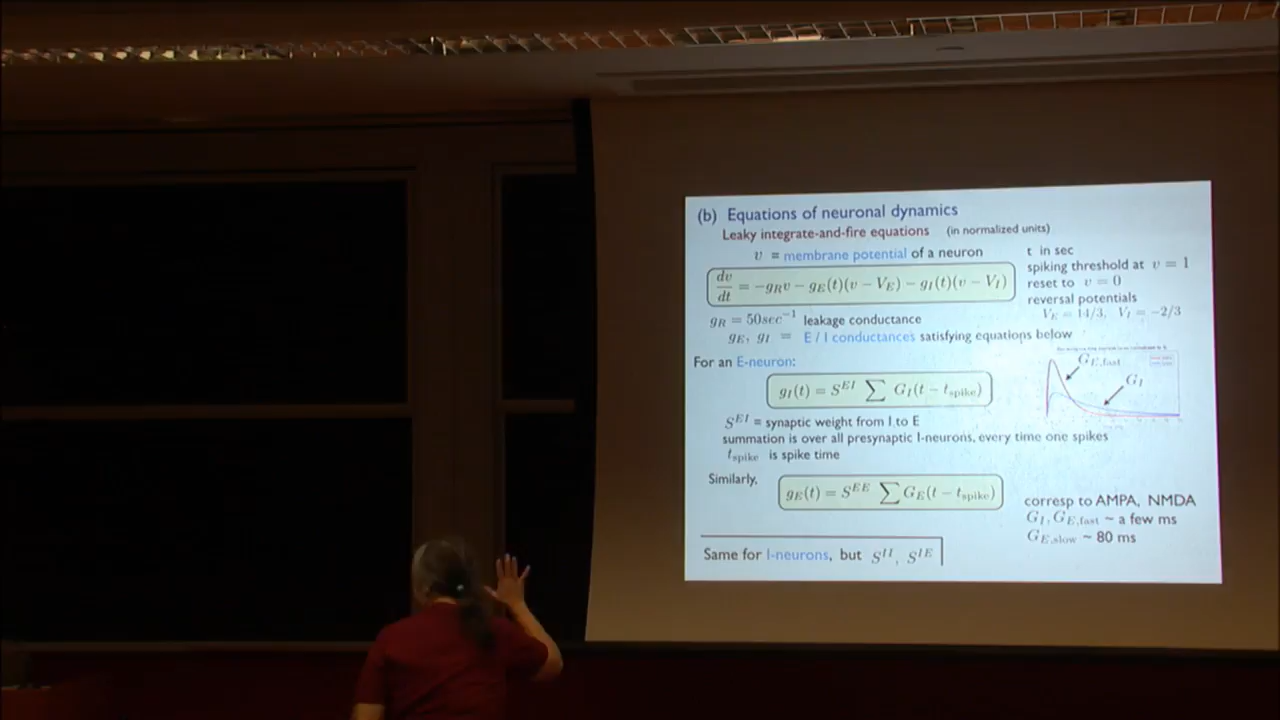 (b) Equations of neuronal dynamics
Leaky integrate-and-fire equations (in normalized units)
v = membrane potential of a neuron
dv/dt = −g_R v − g_E(t)(v − V_E) − g_I(t)(v − V_I)
t in sec
spiking threshold at v = 1
reset to v = 0
reversal potentials
V_E = 14/3, V_I = −2/3
g_R = 50sec^{−1} leakage conductance
g_E, g_I = E / I conductances satisfying equations below
For an E-neuron:
g_I(t) = S^{EI} ∑ G_I(t − t_spike)
G_{E,fast}
G_I
S^{EI} = synaptic weight from I to E
summation is over all presynaptic I-neurons, every time one spikes
t_spike is spike time
Similarly,
g_E(t) = S^{EE} ∑ G_E(t − t_spike)
corresp to AMPA, NMDA
G_I, G_{E,fast} ~ a few ms
G_{E,slow} ~ 80 ms
Same for I-neurons, but S^{II}, S^{IE}